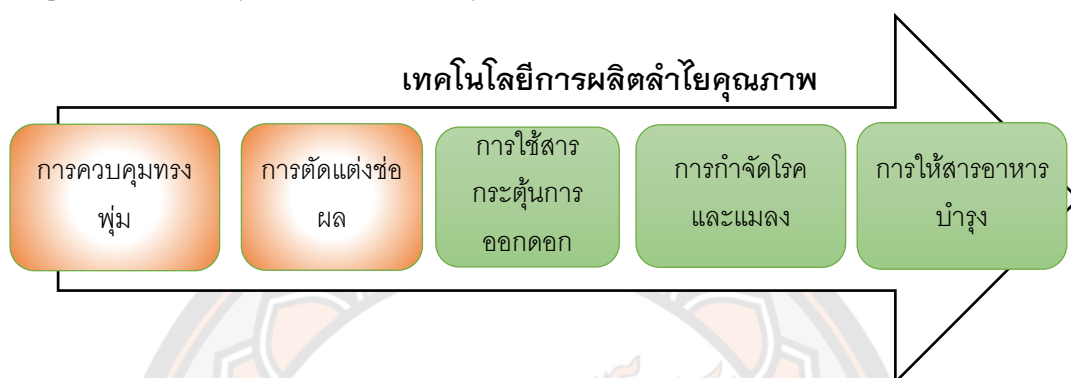 เทคโนโลยีการผลิตลำไยคุณภาพ
การควบคุมทรง
พุ่ม
การตัดแต่งช่อ
ผล
การใช้สาร
กระตุ้นการ
ออกดอก
การกำจัดโรค
และแมลง
การให้สารอาหาร
บำรุง